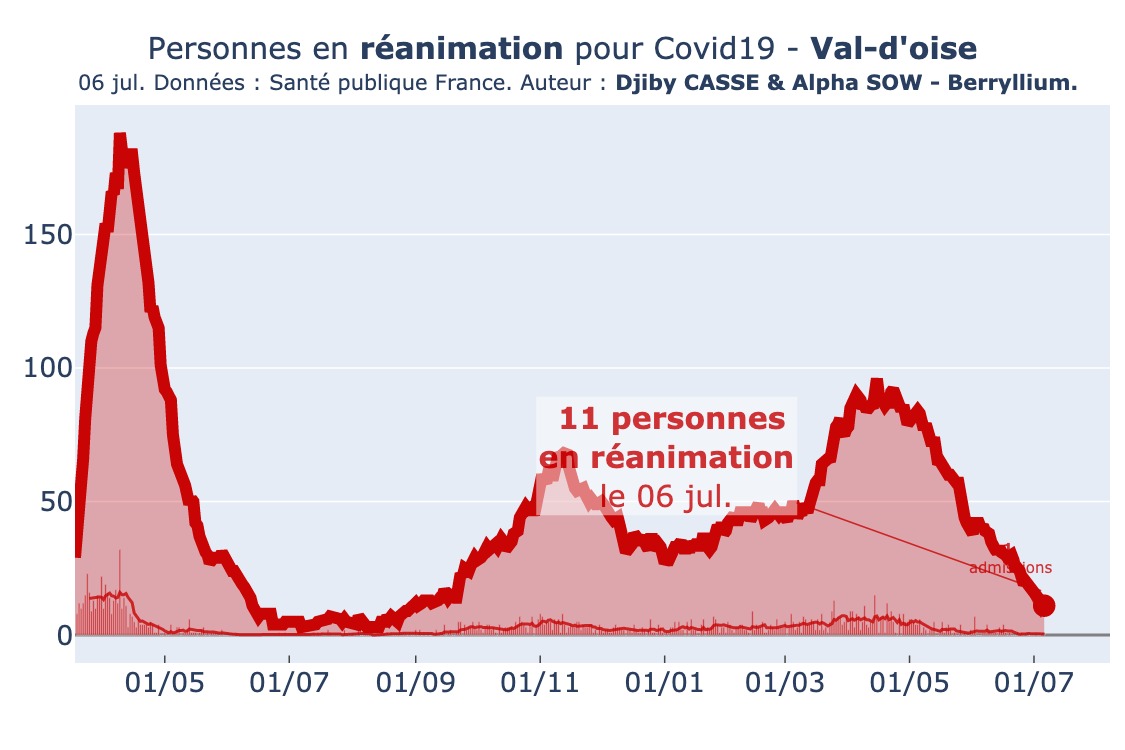 Personnes en réanimation pour Covid19 - Val-d'oise
06 jul. Données : Santé publique France. Auteur : Djiby CASSE & Alpha SOW - Berryllium.
150
100
50
0
11 personnes
en réanimation
le 06 jul.
admissions
01/05
01/07
01/09
01/11
01/01
01/03
01/05
01/07